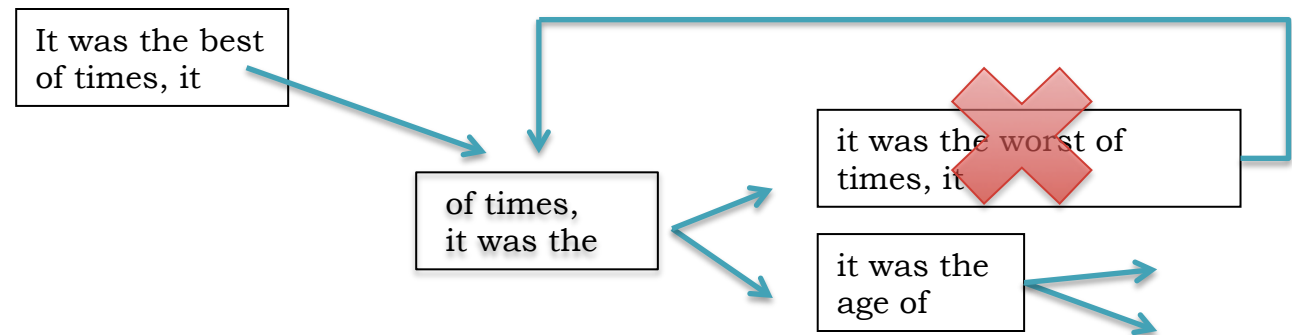 It was the best
of times, it
of times,
it was the
it was the worst of
times, it
it was the
age of